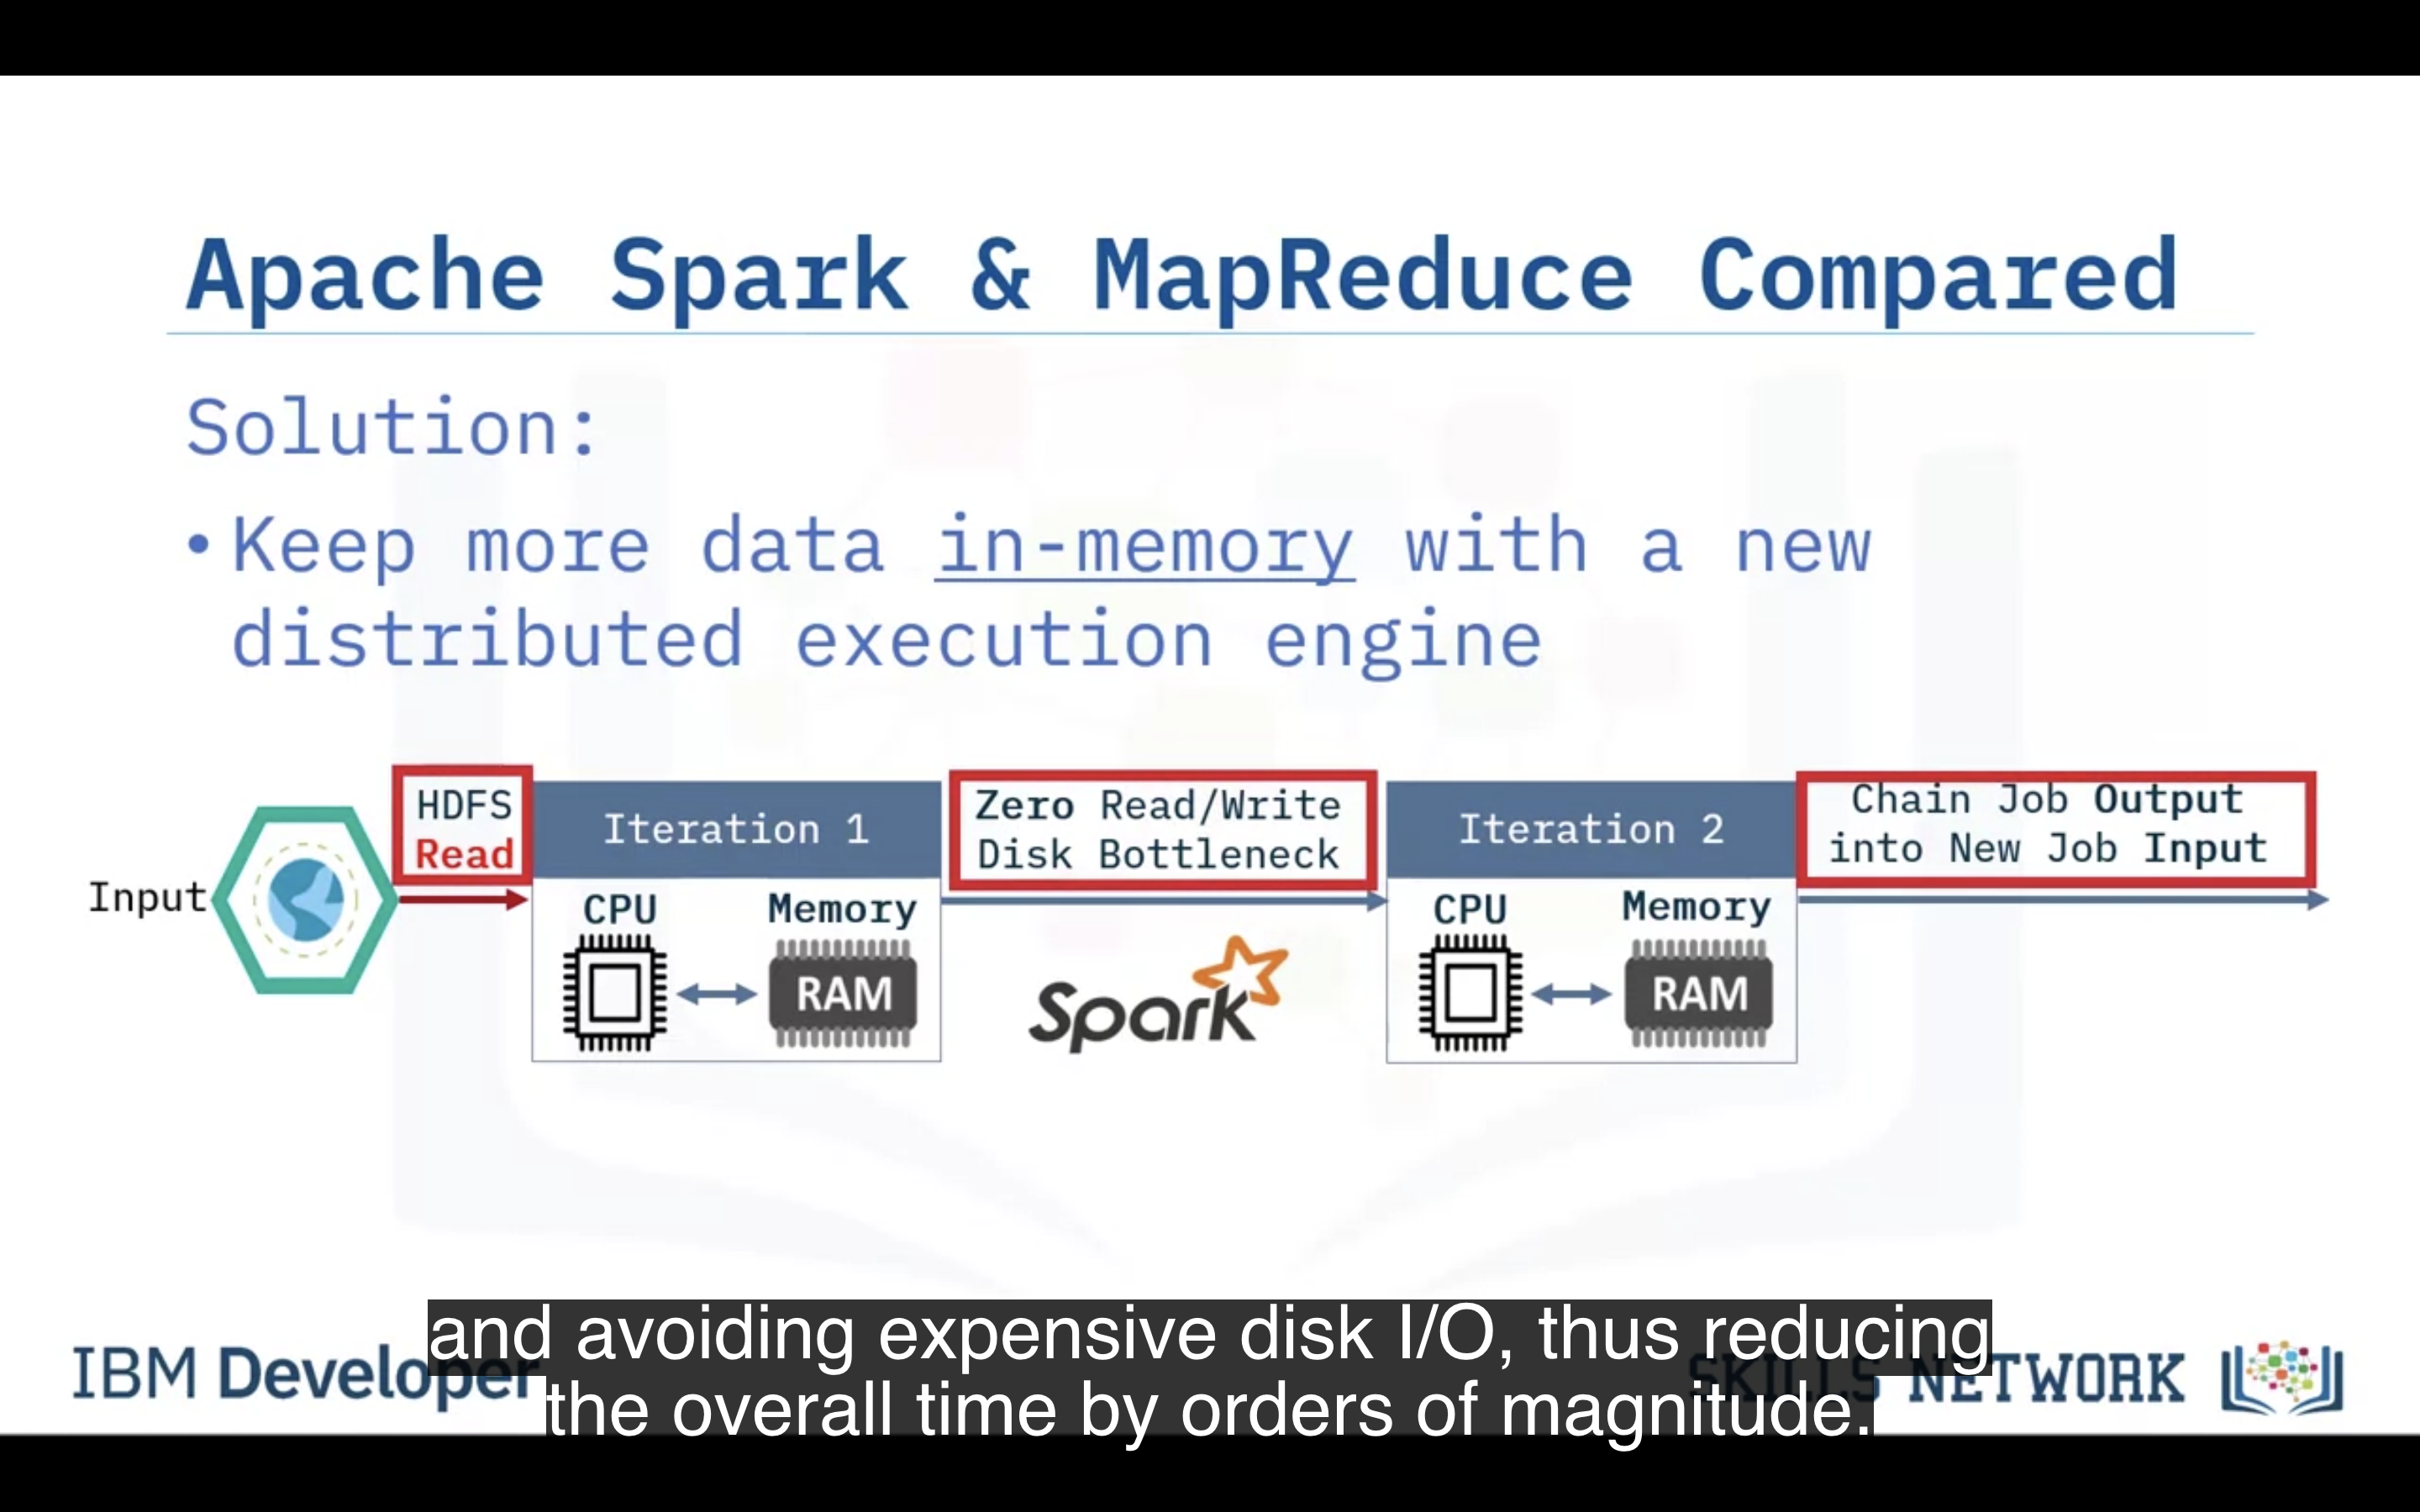 Apache Spark & MapReduce Compared
Solution:
• Keep more data in-memory with a new
distributed execution engine
Input
HDFS
Read
Iteration 1
CPU
Memory
RAM
Zero Read/Write
Disk Bottleneck
Spark
Iteration 2
CPU
Memory
RAM
Chain Job Output
into New Job Input
and avoiding expensive disk I/O, thus reducing
the overall time by orders of magnitude.
IBM Developer
SKILLS NETWORK